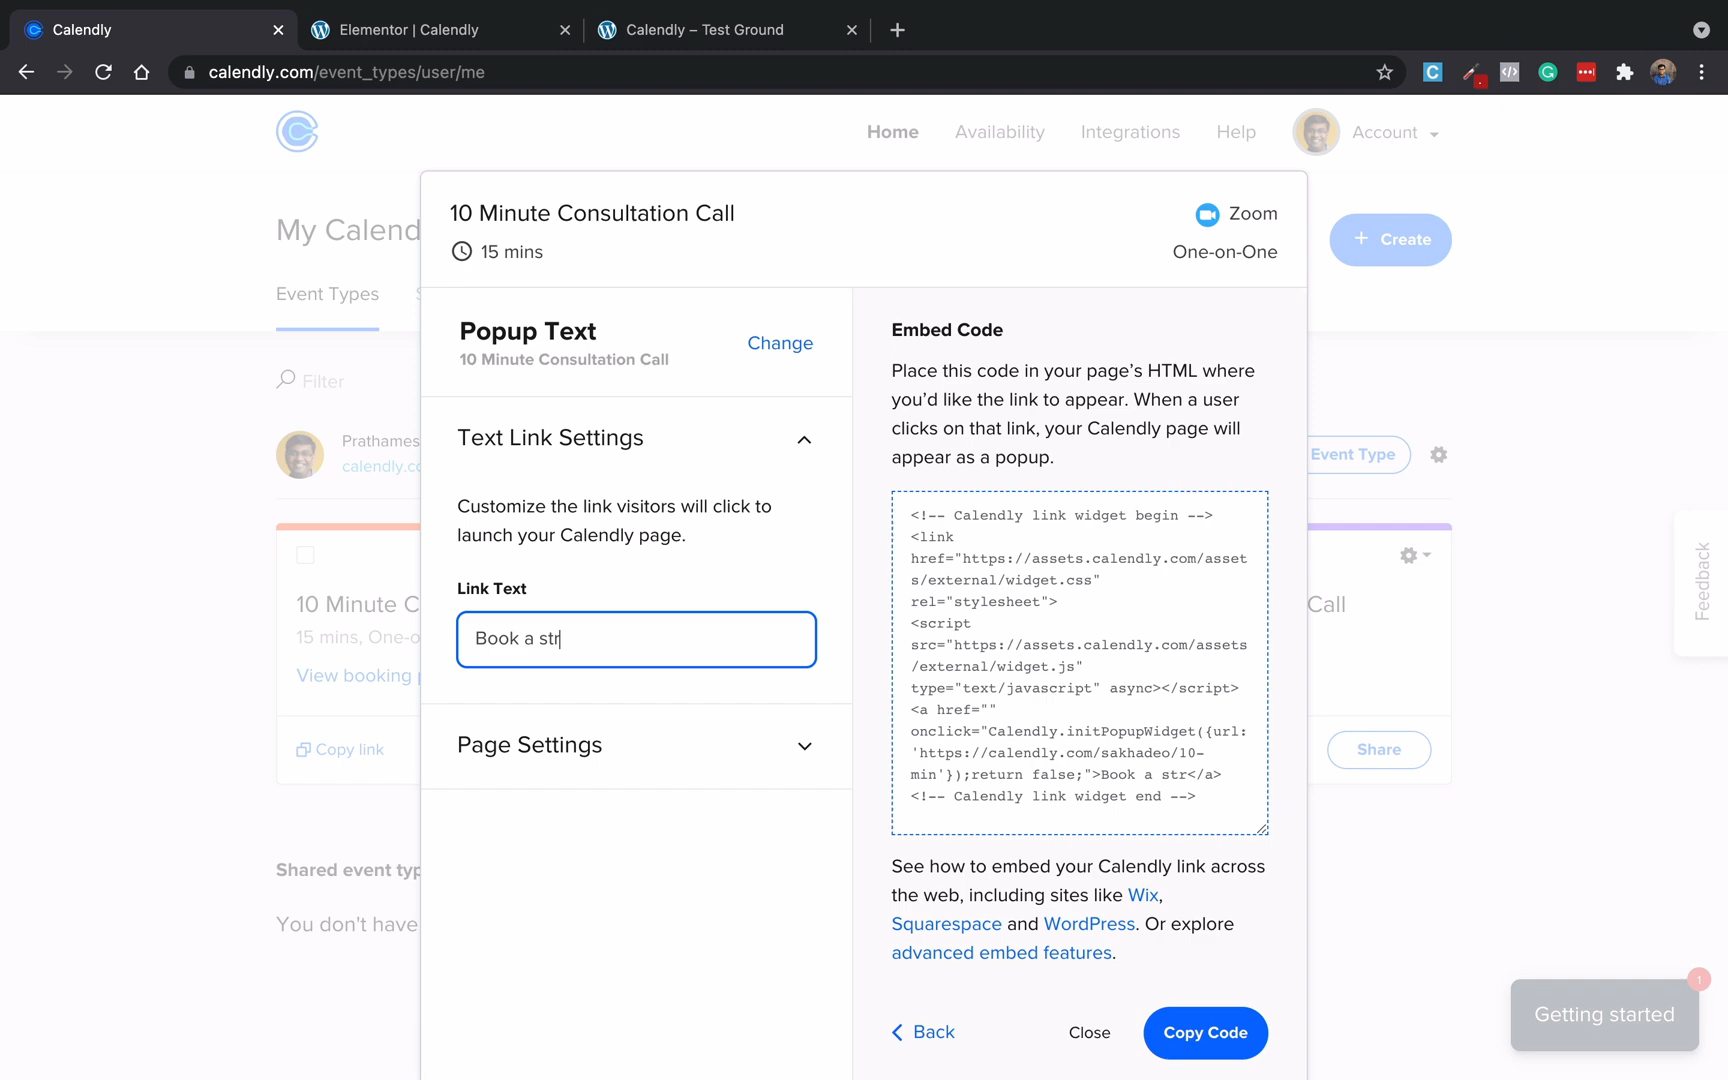 Calendly
Elementor | Calendly
Calendly – Test Ground
calendly.com/event_types/user/me
Home
Availability
Integrations
Help
Account
My Calend
+ Create
Event Types
Filter
Prathames
calendly.co
Event Type
10 Minute C
15 mins, One-o
View booking p
Copy link
Call
Share
Shared event typ
You don't have
Feedback
Getting started
1
10 Minute Consultation Call
15 mins
Zoom
One-on-One
Popup Text
10 Minute Consultation Call
Change
Text Link Settings
Customize the link visitors will click to
launch your Calendly page.
Link Text
Book a str
Page Settings
Embed Code
Place this code in your page’s HTML where
you’d like the link to appear. When a user
clicks on that link, your Calendly page will
appear as a popup.
<!-- Calendly link widget begin -->
<link
href="https://assets.calendly.com/asset
s/external/widget.css"
rel="stylesheet">
<script
src="https://assets.calendly.com/assets
/external/widget.js"
type="text/javascript" async></script>
<a href=""
onclick="Calendly.initPopupWidget({url:
'https://calendly.com/sakhadeo/10-
min'});return false;">Book a str</a>
<!-- Calendly link widget end -->
See how to embed your Calendly link across
the web, including sites like Wix,
Squarespace and WordPress. Or explore
advanced embed features.
Back
Close
Copy Code